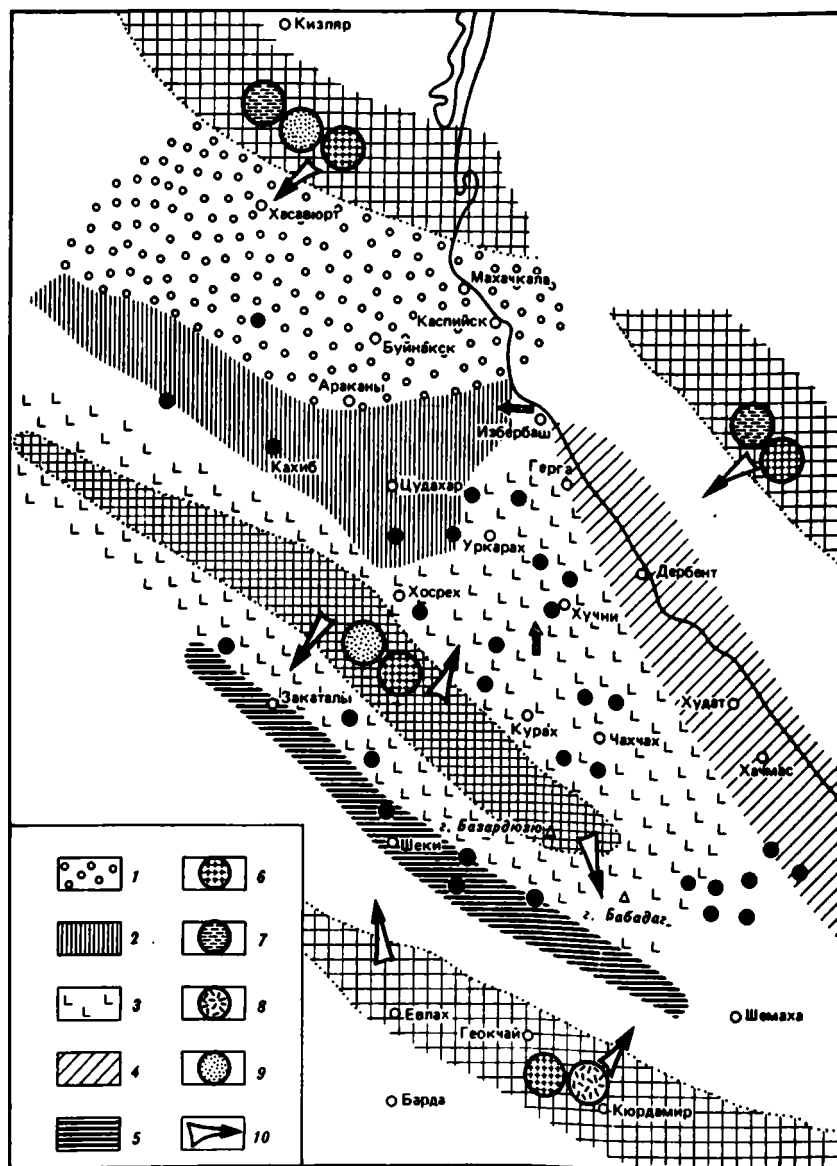 Кизляр
Хасавюрт
Махачкала
Каспийск
Буйнакск
Араканы
Избербаш
Кахиб
Герга
Цудахар
Уркарах
Дербент
Хосрех
Хучни
Закаталы
Худат
Курах
Чахчах
Хачмас
г. Базардюзю
Шеки
г. Бабадаг
Евлах
Шемаха
Геокчай
Барда
Кюрдамир
1 6
2 7
3 8
4 9
5 10